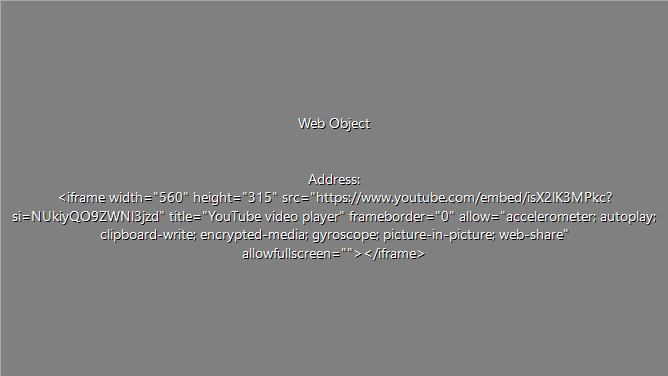 Web Object
Address:
<iframe width="560" height="315" src="https://www.youtube.com/embed/isX2lK3MPkc?
si=NUkiyQO9ZWNl3jzd" title="YouTube video player" frameborder="0" allow="accelerometer; autoplay;
clipboard-write; encrypted-media; gyroscope; picture-in-picture; web-share"
allowfullscreen=""></iframe>